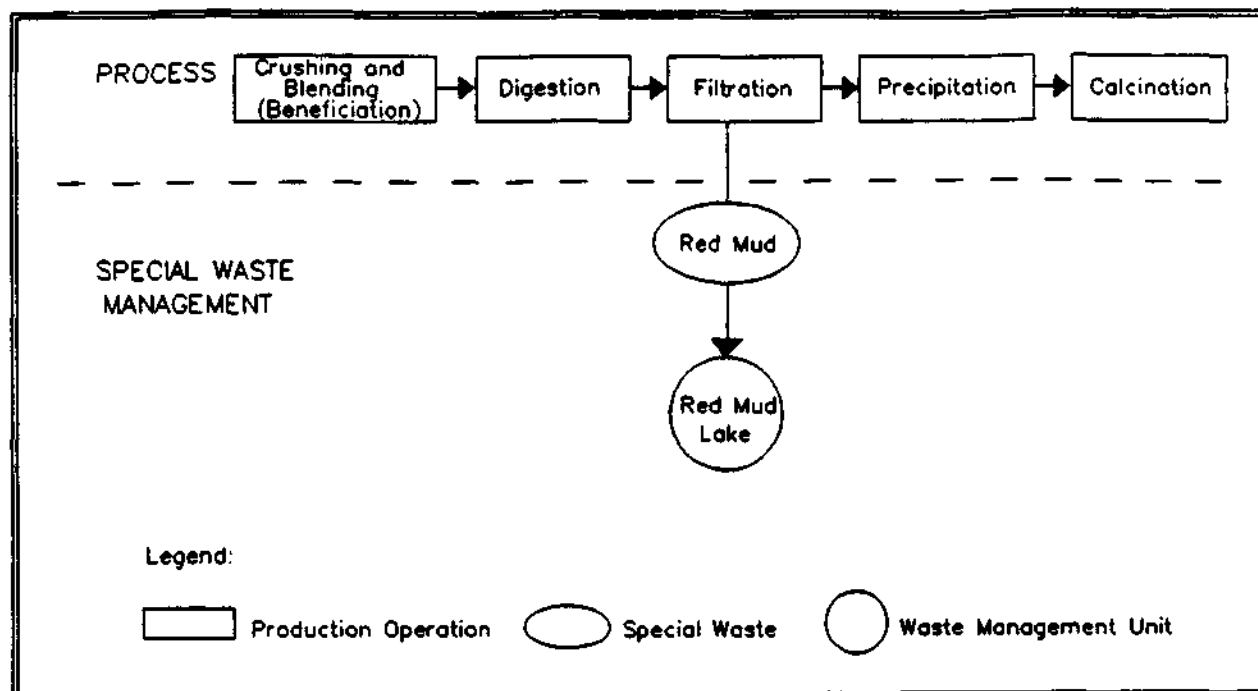 PROCESS
Crushing and
Blending
(Beneficiation)
Digestion
Filtration
Precipitation
Calcination
Red Mud
SPECIAL WASTE
MANAGEMENT
Red Mud
Lake
Legend:
Production Operation
Special Waste
Waste Management Unit